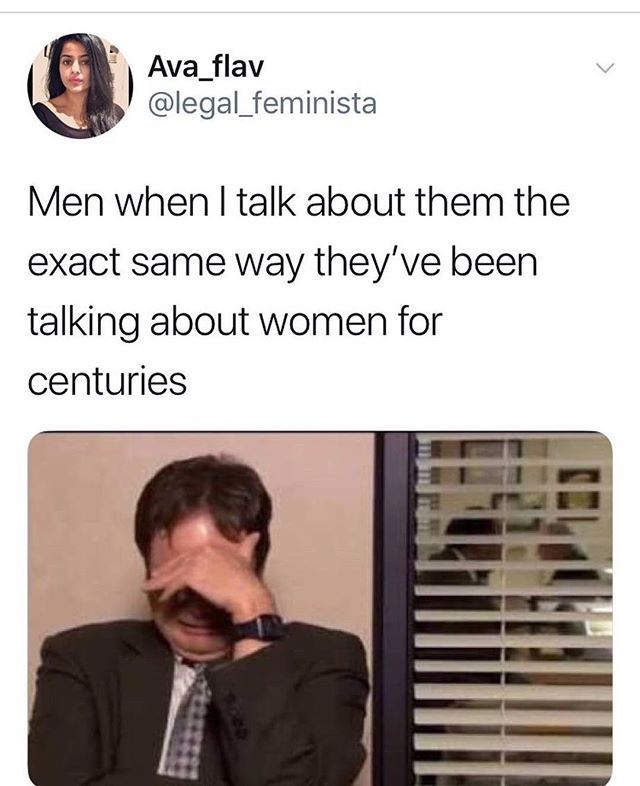 Ava_flav
@legal_feminista
Men when I talk about them the
exact same way they've been
talking about women for
centuries